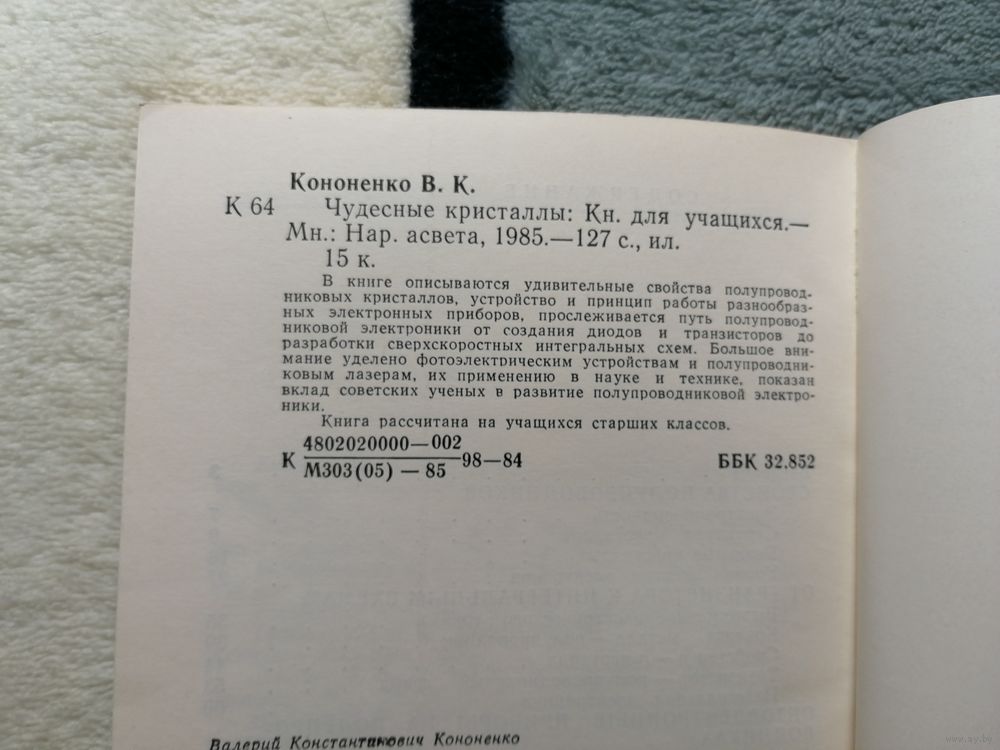 Кононенко В. К.
К 64 Чудесные кристаллы: Кн. для учащихся.—
Мн.: Нар. асвета, 1985.—127 с., ил.
15 к.
В книге описываются удивительные свойства полупровод-
никовых кристаллов, устройство и принцип работы разнообраз-
ных электронных приборов, прослеживается путь полупровод-
никовой электроники от создания диодов и транзисторов до
разработки сверхскоростных интегральных схем. Большое вни-
мание уделено фотоэлектрическим устройствам и полупроводни-
ковым лазерам, их применению в науке и технике, показан
вклад советских ученых в развитие полупроводниковой электро-
ники.
Книга рассчитана на учащихся старших классов.
4802020000—002
К 98—84 ББК 32.852
М303(05) — 85
Валерий Константинович Кононенко